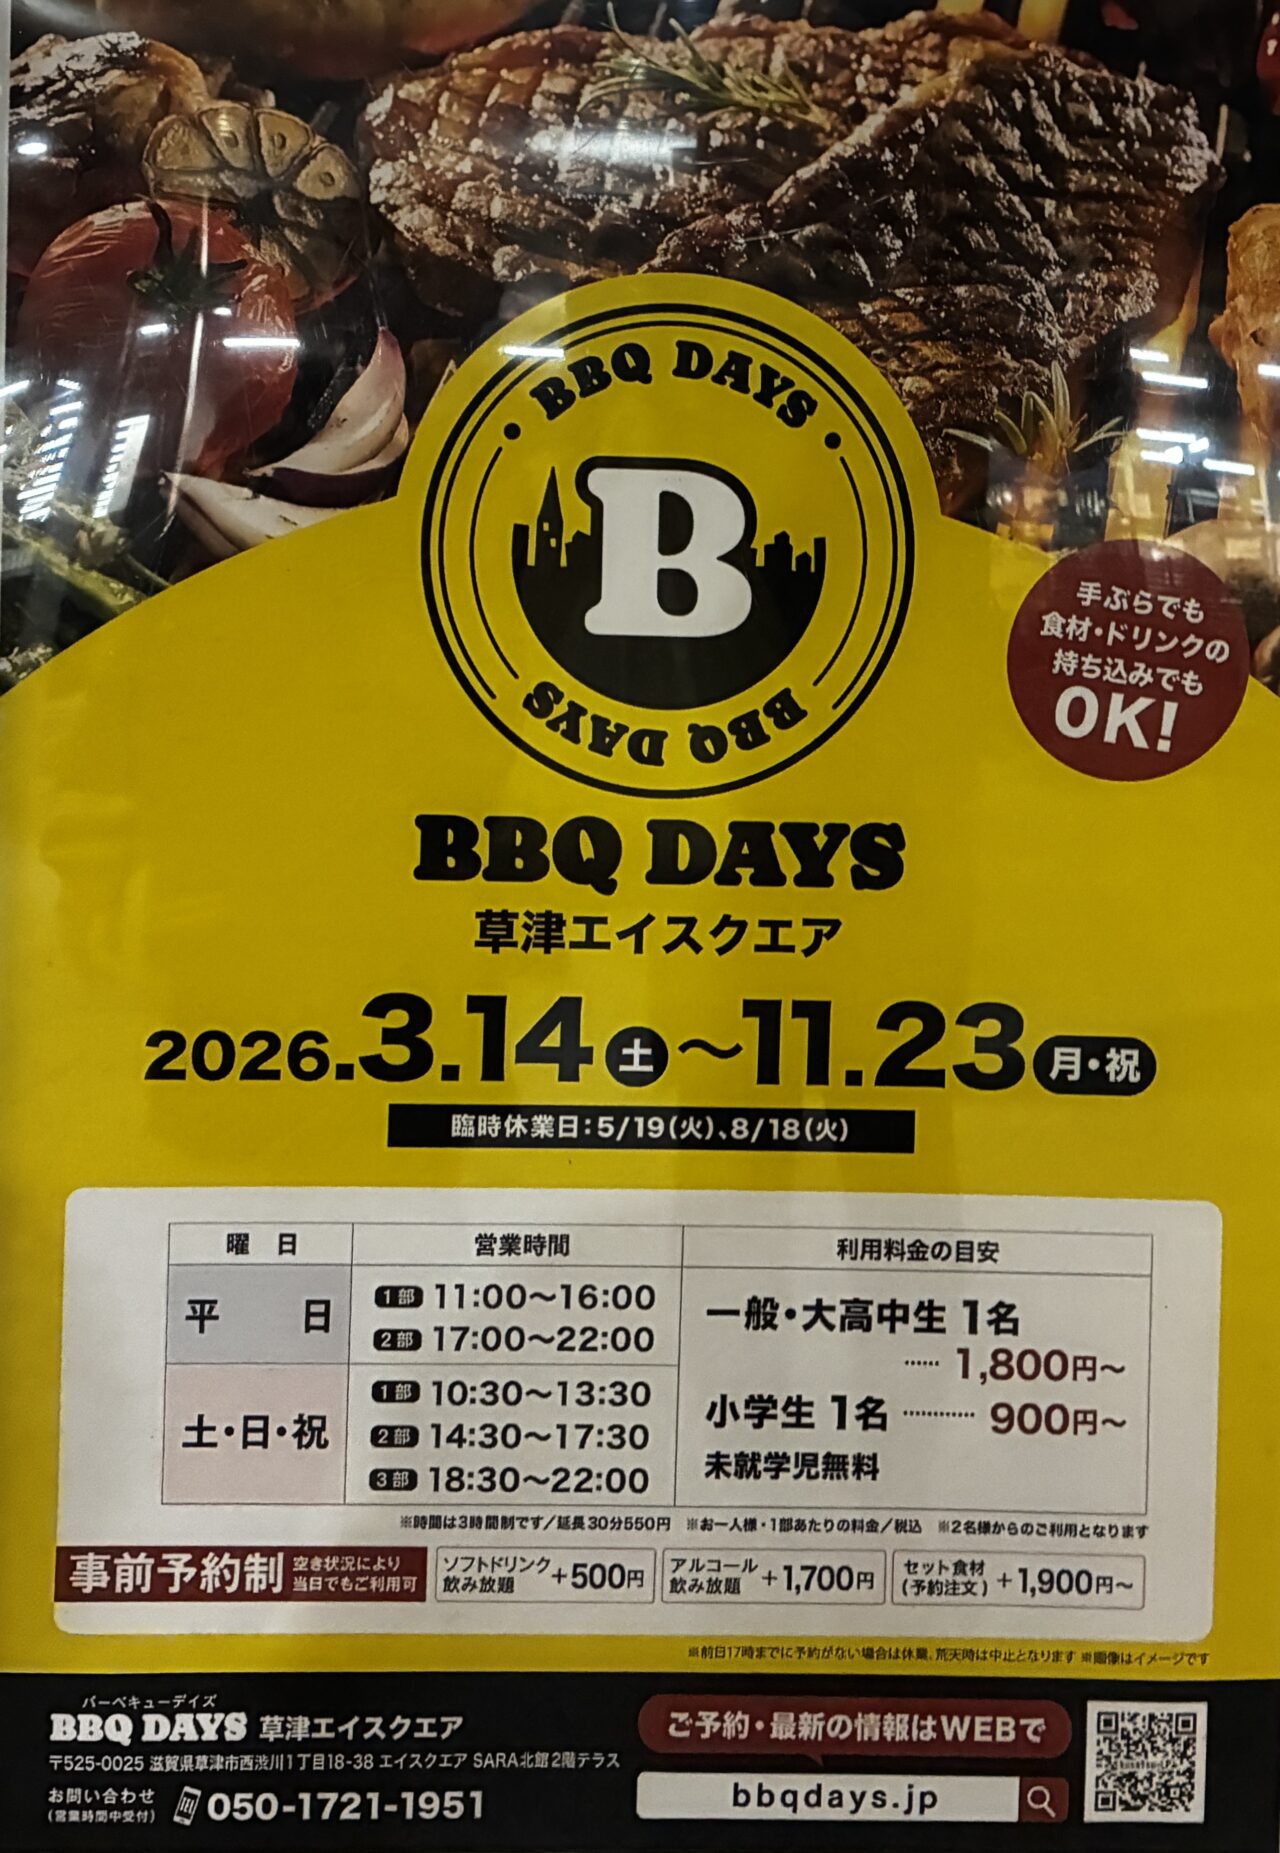 BBQ DAYS
B
BBQ DAYS
手ぶらでも
食材・ドリンクの
持ち込みでも
OK!
BBQ DAYS
草津エイスクエア
2026.3.14土〜11.23月・祝
臨時休業日:5/19(火)、8/18(火)
曜日 営業時間 利用料金の目安
平日
1部 11:00〜16:00
2部 17:00〜22:00
土・日・祝
1部 10:30〜13:30
2部 14:30〜17:30
3部 18:30〜22:00
一般・大高中生 1名
…… 1,800円〜
小学生 1名 ………… 900円〜
未就学児無料
※時間は3時間制です/延長30分550円 ※お一人様・1部あたりの料金/税込 ※2名様からのご利用となります
事前予約制 空き状況により
当日でもご利用可
ソフトドリンク
飲み放題 +500円
アルコール
飲み放題 +1,700円
セット食材
(予約注文) +1,900円〜
※前日17時までに予約がない場合は休業、荒天時は中止となります ※画像はイメージです
バーベキューデイズ
BBQ DAYS 草津エイスクエア
〒525-0025 滋賀県草津市西渋川1丁目18-38 エイスクエア SARA北館2階テラス
お問い合わせ
(営業時間中受付) 050-1721-1951
ご予約・最新の情報はWEBで
bbqdays.jp